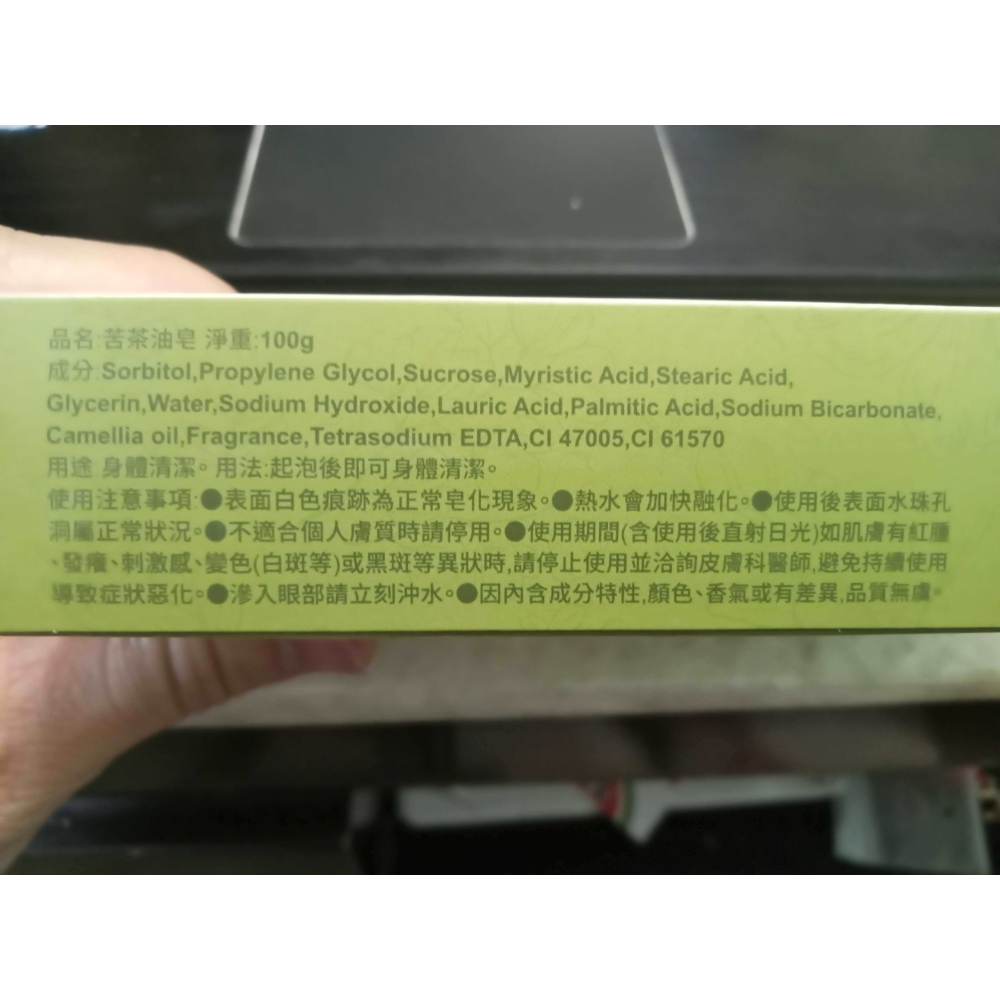 品名:苦茶油皂 淨重:100g
成分:Sorbitol,Propylene Glycol,Sucrose,Myristic Acid,Stearic Acid,
Glycerin,Water,Sodium Hydroxide,Lauric Acid,Palmitic Acid,Sodium Bicarbonate,
Camellia oil,Fragrance,Tetrasodium EDTA,CI 47005,CI 61570
用途:身體清潔。用法:起泡後即可身體清潔。
使用注意事項:●表面白色痕跡為正常皂化現象。●熱水會加快融化。●使用後表面水珠孔
洞屬正常狀況。●不適合個人膚質時請停用。●使用期間(含使用後直射日光)如肌膚有紅腫
、發癢、刺激感、變色(白斑等)或黑斑等異狀時,請停止使用並洽詢皮膚科醫師,避免持續使用
導致症狀惡化。●滲入眼部請立刻沖水。●因內含成分特性,顏色、香氣或有差異,品質無虞。